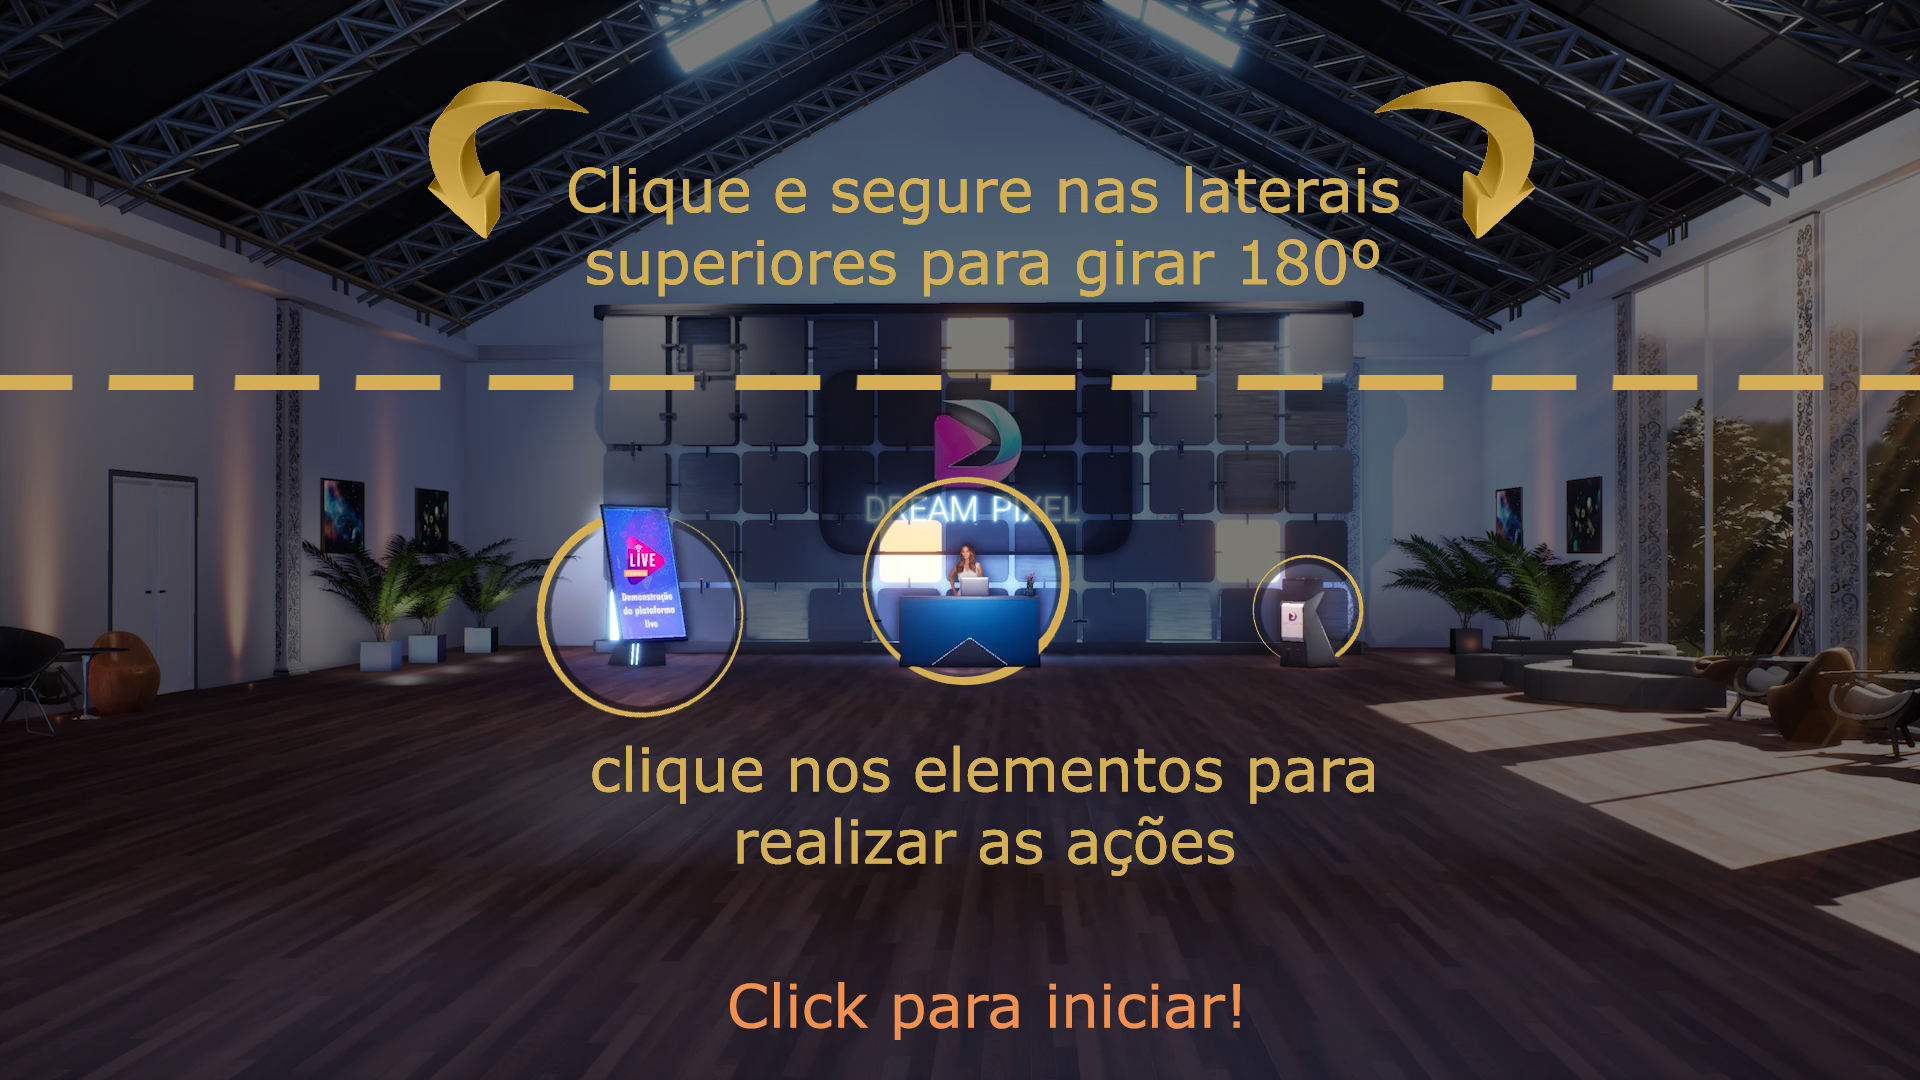 Clique e segure nas laterais
superiores para girar 180º
DREAM PIXEL
LIVE
Demonstração
da plataforma
live
clique nos elementos para
realizar as ações
Click para iniciar!